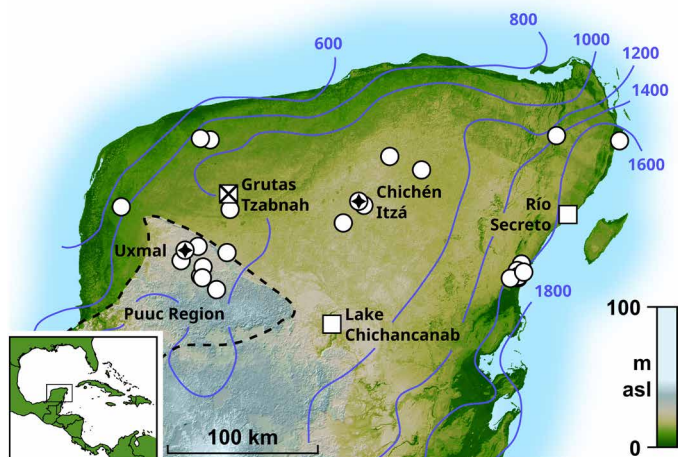 600
800
1000
1200
1400
1600
Grutas
Tzabnah
Chichén
Itzá
Río
Secreto
Uxmal
1800
Puuc Region
Lake
Chichancanab
100
m
asl
0
100 km